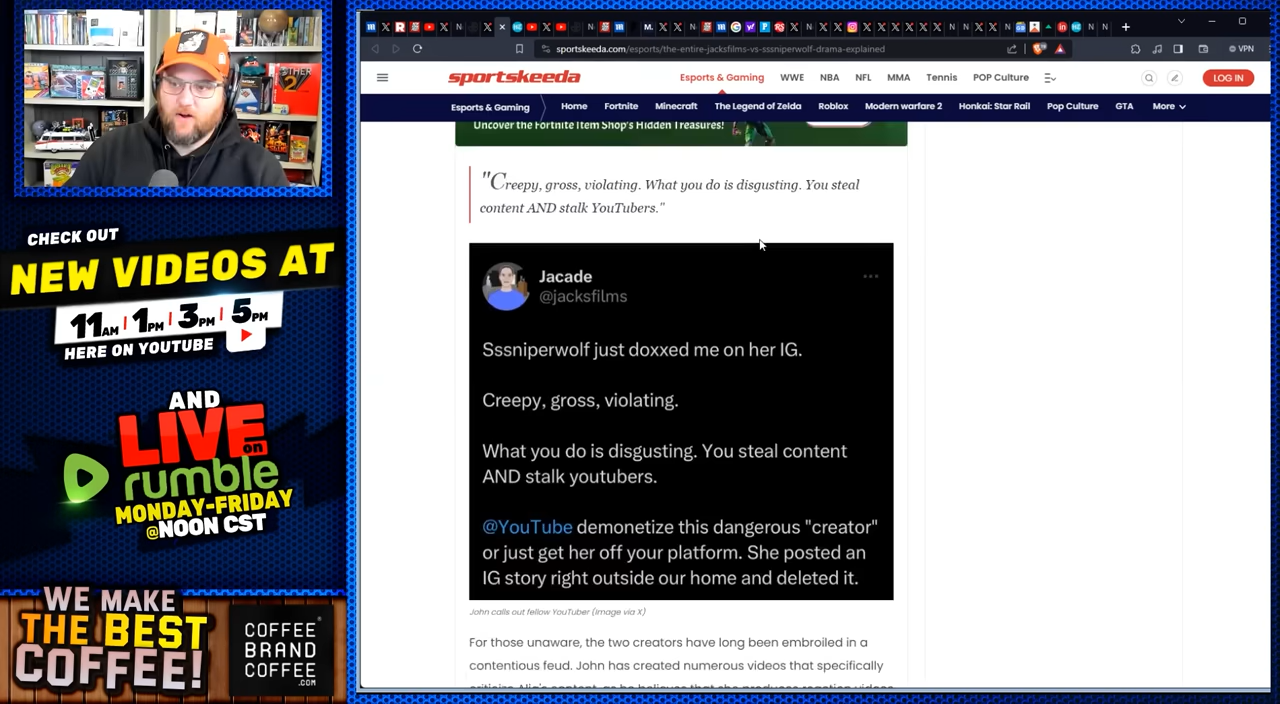 CHECK OUT
NEW VIDEOS AT
11AM | 1PM | 3PM | 5PM
HERE ON YOUTUBE
AND
LIVE on
rumble
MONDAY-FRIDAY
@NOON CST
WE MAKE
THE BEST
COFFEE!
COFFEE
BRAND
COFFEE
.COM
sportskeeda.com/esports/the-entire-jacksfilms-vs-sssniperwolf-drama-explained
VPN
sportskeeda
Esports & Gaming WWE NBA NFL MMA Tennis POP Culture
LOG IN
Esports & Gaming Home Fortnite Minecraft The Legend of Zelda Roblox Modern warfare 2 Honkai: Star Rail Pop Culture GTA More
Uncover the Fortnite Item Shop's Hidden Treasures!
"Creepy, gross, violating. What you do is disgusting. You steal
content AND stalk YouTubers."
Jacade
@jacksfilms
Sssniperwolf just doxxed me on her IG.
Creepy, gross, violating.
What you do is disgusting. You steal content
AND stalk youtubers.
@YouTube demonetize this dangerous "creator"
or just get her off your platform. She posted an
IG story right outside our home and deleted it.
John calls out fellow YouTuber (Image via X)
For those unaware, the two creators have long been embroiled in a
contentious feud. John has created numerous videos that specifically